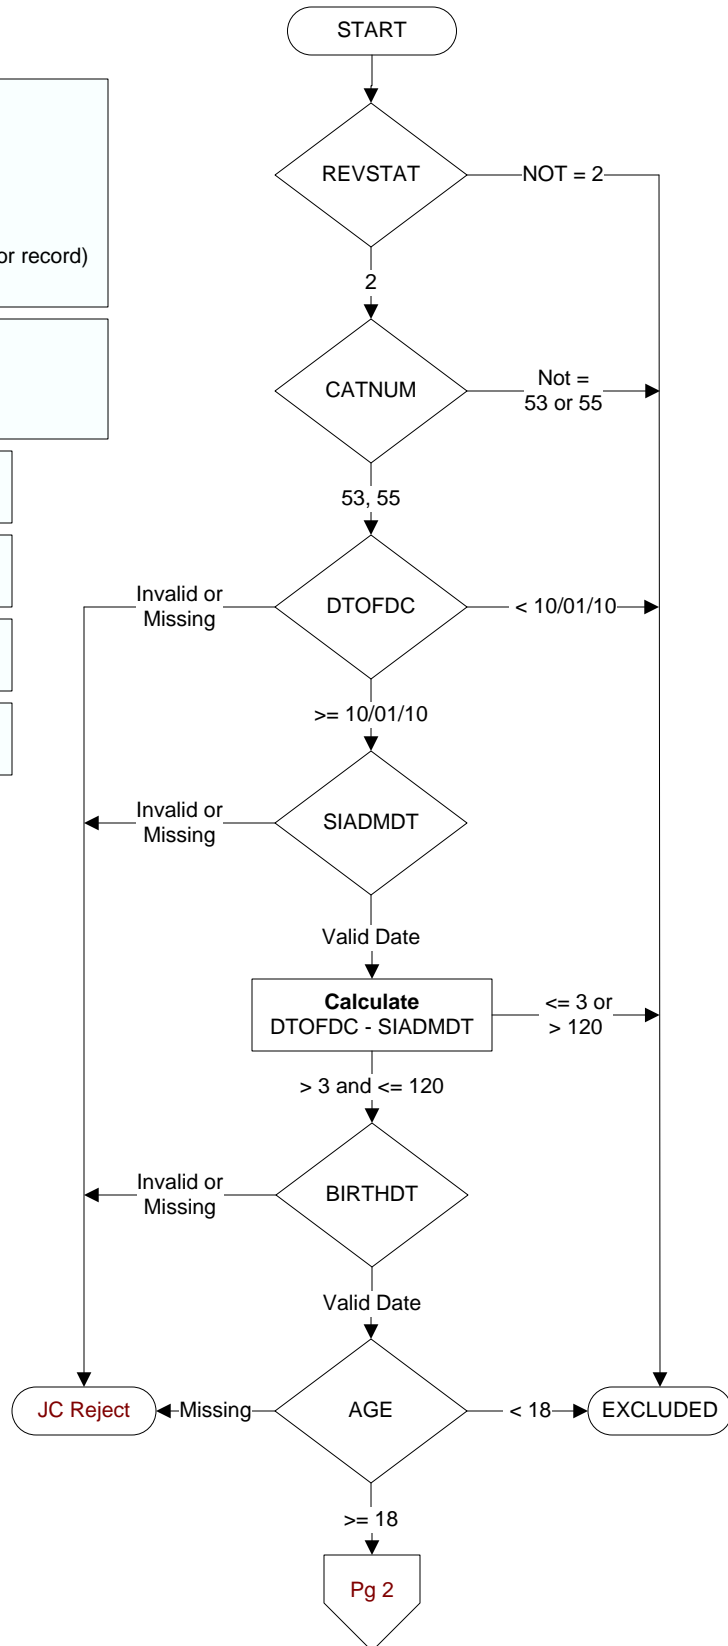 START
REVSTAT
NOT = 2
or record)
2
CATNUM
Not =
53 or 55
53, 55
Invalid or
Missing
DTOFDC
< 10/01/10
>= 10/01/10
Invalid or
Missing
SIADMDT
Valid Date
Calculate
DTOFDC - SIADMDT
<= 3 or
> 120
> 3 and <= 120
Invalid or
Missing
BIRTHDT
Valid Date
JC Reject
Missing
AGE
< 18
EXCLUDED
>= 18
Pg 2